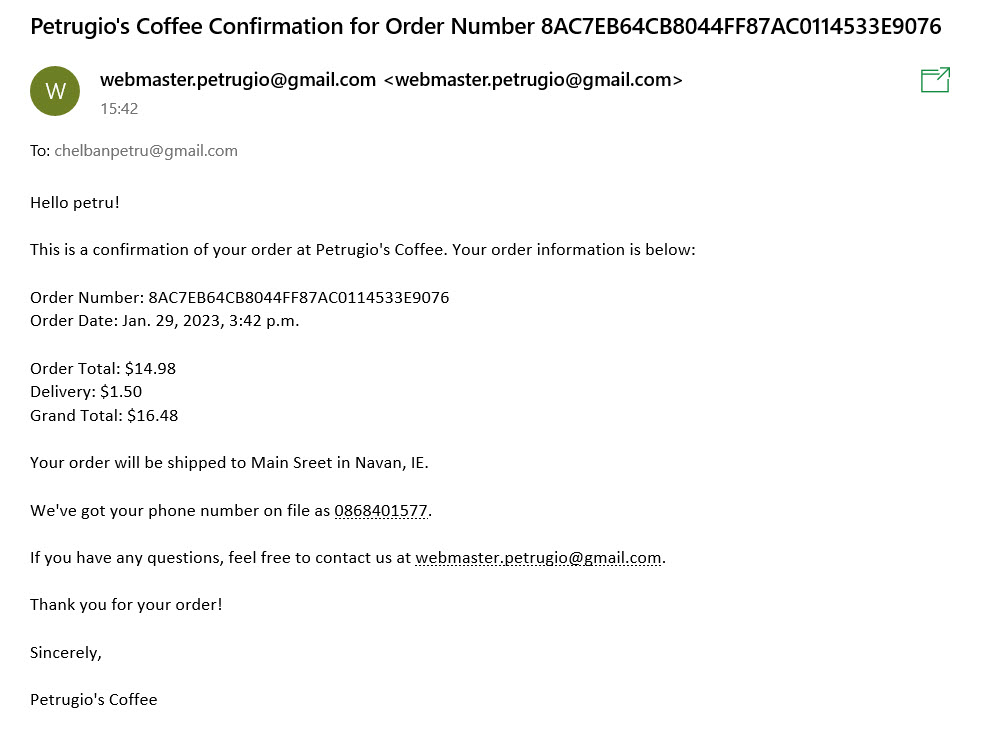 Petrugio's Coffee Confirmation for Order Number 8AC7EB64CB8044FF87AC0114533E9076
W
webmaster.petrugio@gmail.com <webmaster.petrugio@gmail.com>
15:42
To: chelbanpetru@gmail.com
Hello petru!
This is a confirmation of your order at Petrugio's Coffee. Your order information is below:
Order Number: 8AC7EB64CB8044FF87AC0114533E9076
Order Date: Jan. 29, 2023, 3:42 p.m.
Order Total: $14.98
Delivery: $1.50
Grand Total: $16.48
Your order will be shipped to Main Sreet in Navan, IE.
We've got your phone number on file as 0868401577.
If you have any questions, feel free to contact us at webmaster.petrugio@gmail.com.
Thank you for your order!
Sincerely,
Petrugio's Coffee